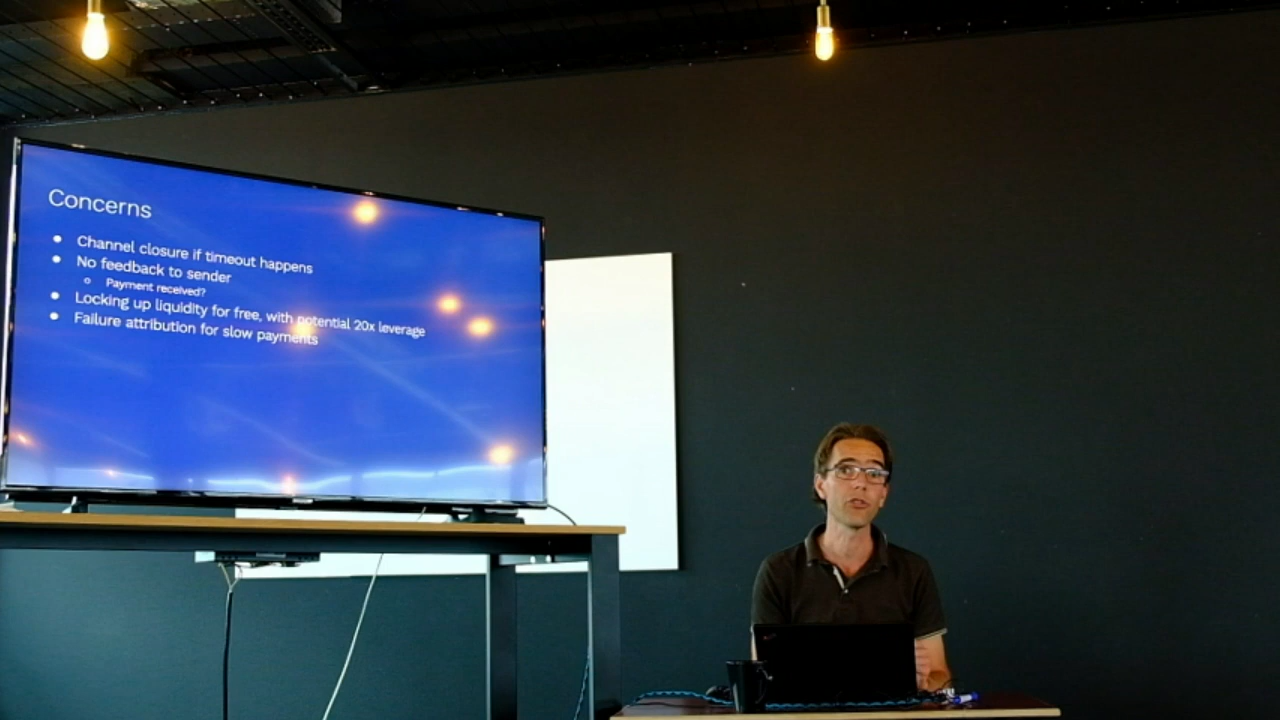 Concerns
● Channel closure if timeout happens
● No feedback to sender
○ Payment received?
● Locking up liquidity for free, with potential 20x leverage
● Failure attribution for slow payments